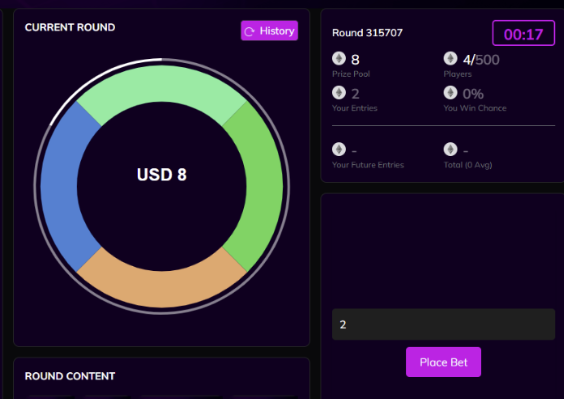 CURRENT ROUND
History
USD 8
ROUND CONTENT
Round 315707
00:17
8
Prize Pool
4/500
Players
2
Your Entries
0%
You Win Chance
-
Your Future Entries
-
Total (0 Avg)
2
Place Bet